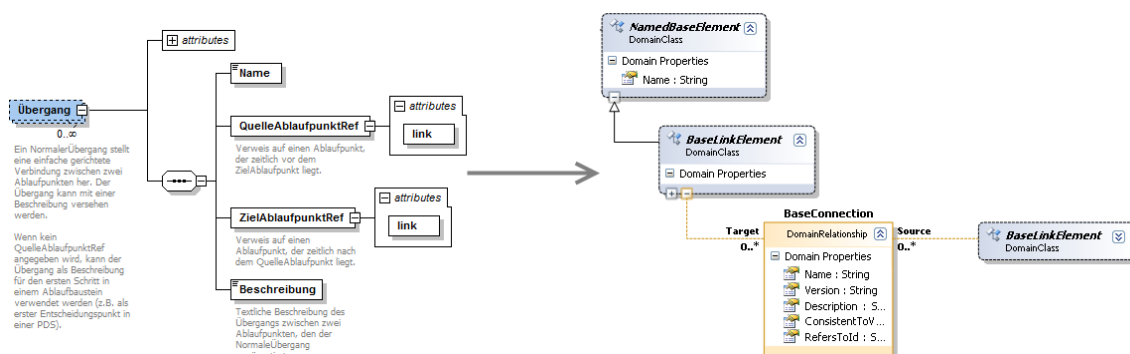 attributes
Name
Übergang
0..∞
Ein NormalerÜbergang stellt
eine einfache gerichtete
Verbindung zwischen zwei
Ablaufpunkten her. Der
Übergang kann mit einer
Beschreibung versehen
werden.
Wenn kein
QuelleAblaufpunktRef
angegeben wird, kann der
Übergang als Beschreibung
für den ersten Schritt in
einem Ablaufbaustein
verwendet werden (z.B. als
erster Entscheidungspunkt in
einer PDS).
QuelleAblaufpunktRef
attributes
link
Verweis auf einen Ablaufpunkt,
der zeitlich vor dem
ZielAblaufpunkt liegt.
ZielAblaufpunktRef
attributes
link
Verweis auf einen
Ablaufpunkt, der zeitlich nach
dem QuelleAblaufpunkt liegt.
Beschreibung
Textliche Beschreibung des
Übergangs zwischen zwei
Ablaufpunkten, den der
NormaleÜbergang
NamedBaseElement
DomainClass
Domain Properties
Name : String
BaseLinkElement
DomainClass
Domain Properties
BaseConnection
Target
0..*
DomainRelationship
Source
0..*
Domain Properties
Name : String
Version : String
Description : S...
ConsistentToV...
RefersToId : S...
BaseLinkElement
DomainClass